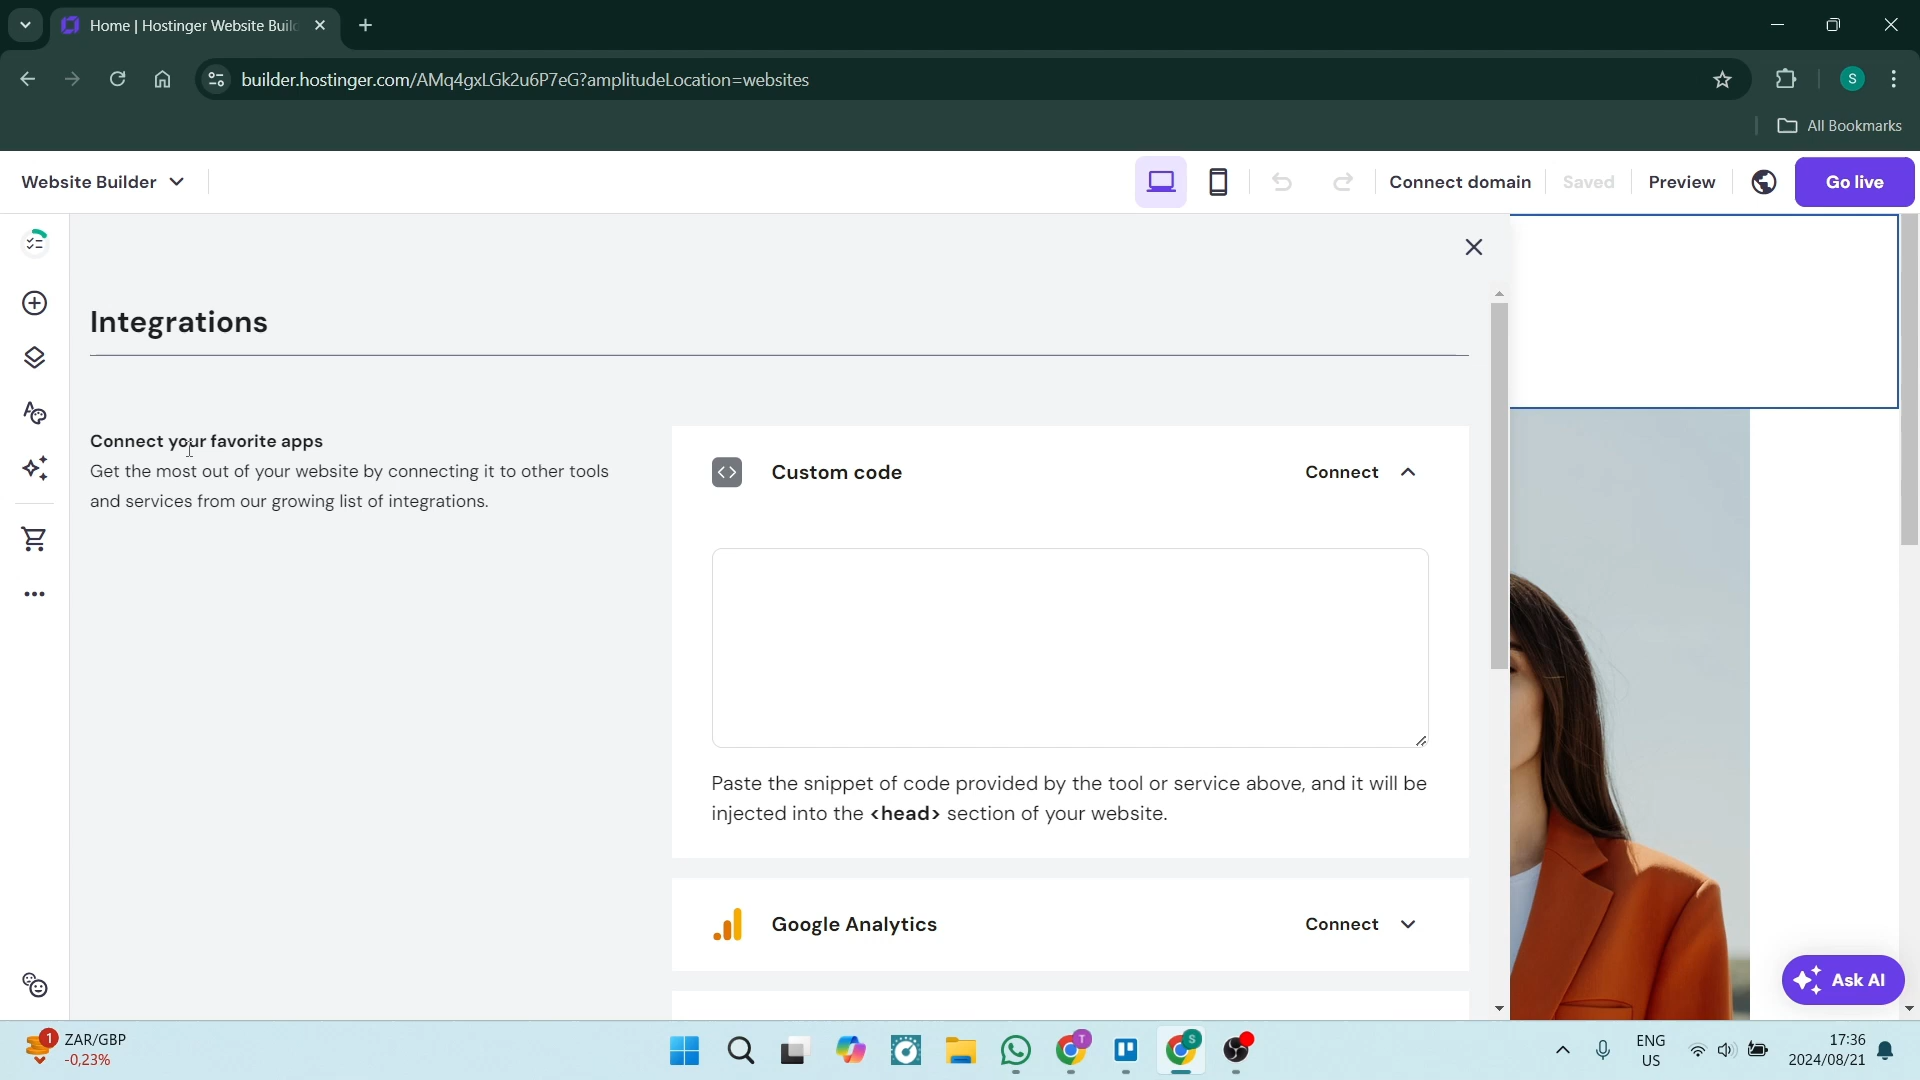 Home | Hostinger Website Buil
builder.hostinger.com/AMq4gxLGk2u6P7eG?amplitudeLocation=websites
S
All Bookmarks
Website Builder
Connect domain
Saved
Preview
Go live
Integrations
Connect your favorite apps
Get the most out of your website by connecting it to other tools
and services from our growing list of integrations.
Custom code
Connect
Paste the snippet of code provided by the tool or service above, and it will be
injected into the <head> section of your website.
Google Analytics
Connect
Ask AI
1
ZAR/GBP
-0,23%
T
S
ENG
US
17:36
2024/08/21